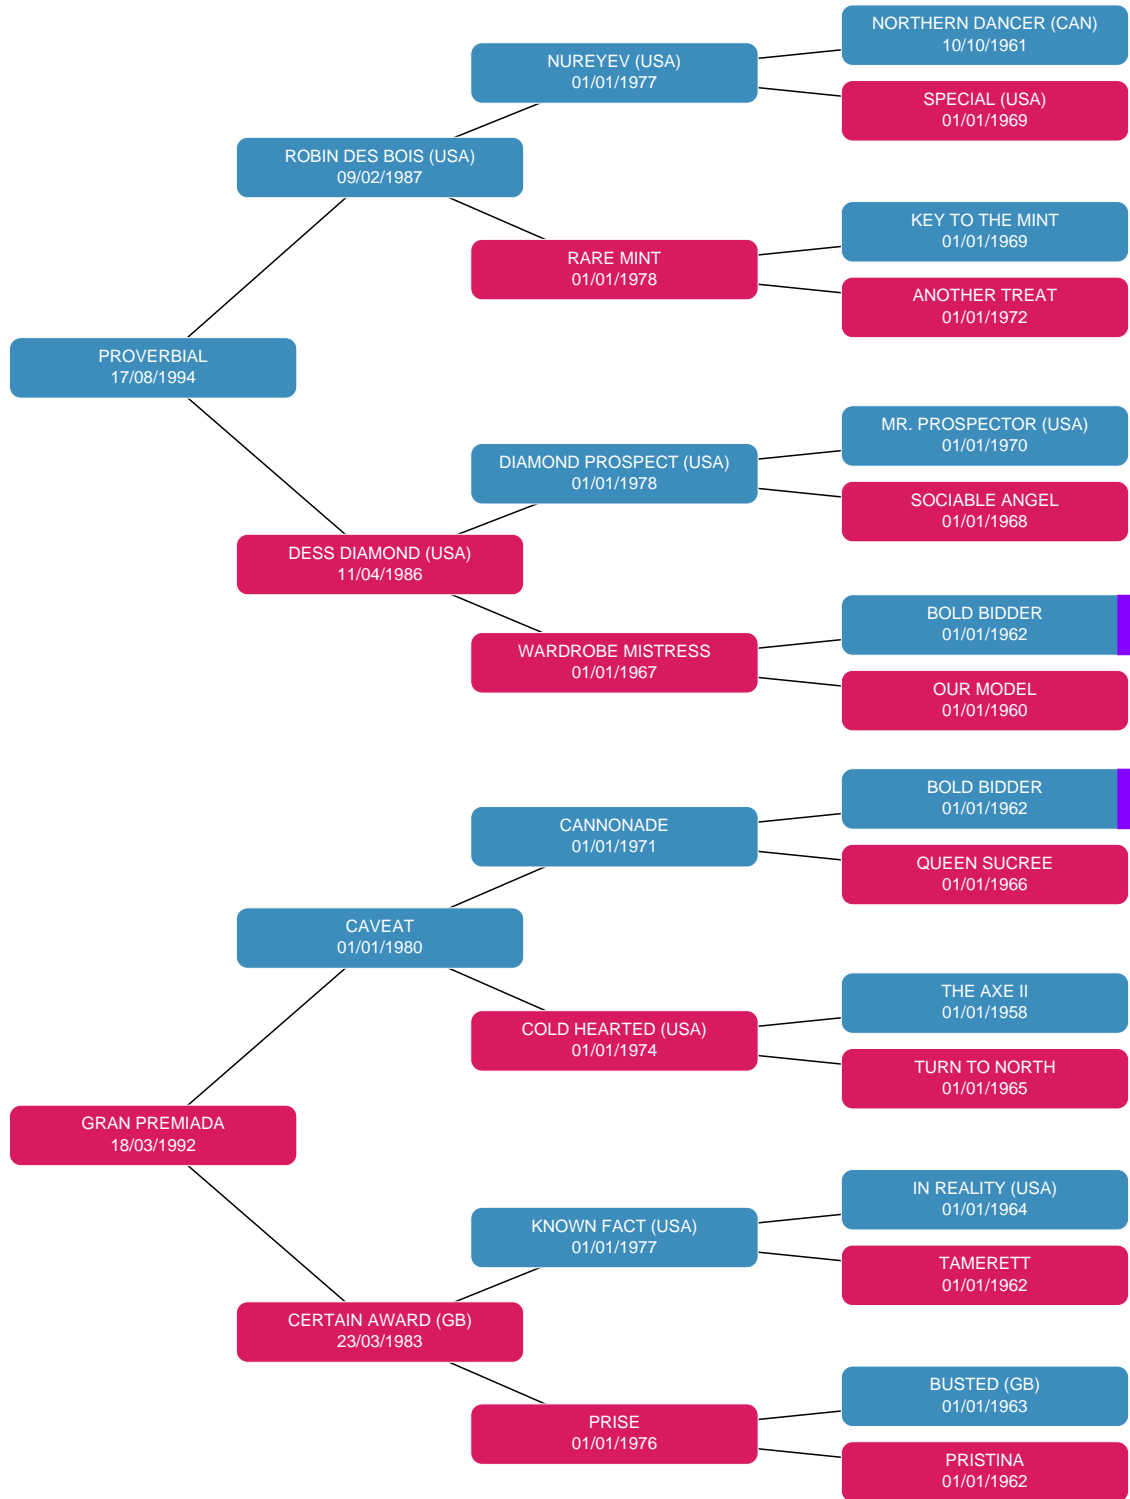 NORTHERN DANCER (CAN)
10/10/1961
NUREYEV (USA)
01/01/1977
SPECIAL (USA)
01/01/1969
ROBIN DES BOIS (USA)
09/02/1987
KEY TO THE MINT
01/01/1969
RARE MINT
01/01/1978
ANOTHER TREAT
01/01/1972
PROVERBIAL
17/08/1994
MR. PROSPECTOR (USA)
01/01/1970
DIAMOND PROSPECT (USA)
01/01/1978
SOCIABLE ANGEL
01/01/1968
DESS DIAMOND (USA)
11/04/1986
BOLD BIDDER
01/01/1962
WARDROBE MISTRESS
01/01/1967
OUR MODEL
01/01/1960
BOLD BIDDER
01/01/1962
CANNONADE
01/01/1971
QUEEN SUCREE
01/01/1966
CAVEAT
01/01/1980
THE AXE II
01/01/1958
COLD HEARTED (USA)
01/01/1974
TURN TO NORTH
01/01/1965
GRAN PREMIADA
18/03/1992
IN REALITY (USA)
01/01/1964
KNOWN FACT (USA)
01/01/1977
TAMERETT
01/01/1962
CERTAIN AWARD (GB)
23/03/1983
BUSTED (GB)
01/01/1963
PRISE
01/01/1976
PRISTINA
01/01/1962